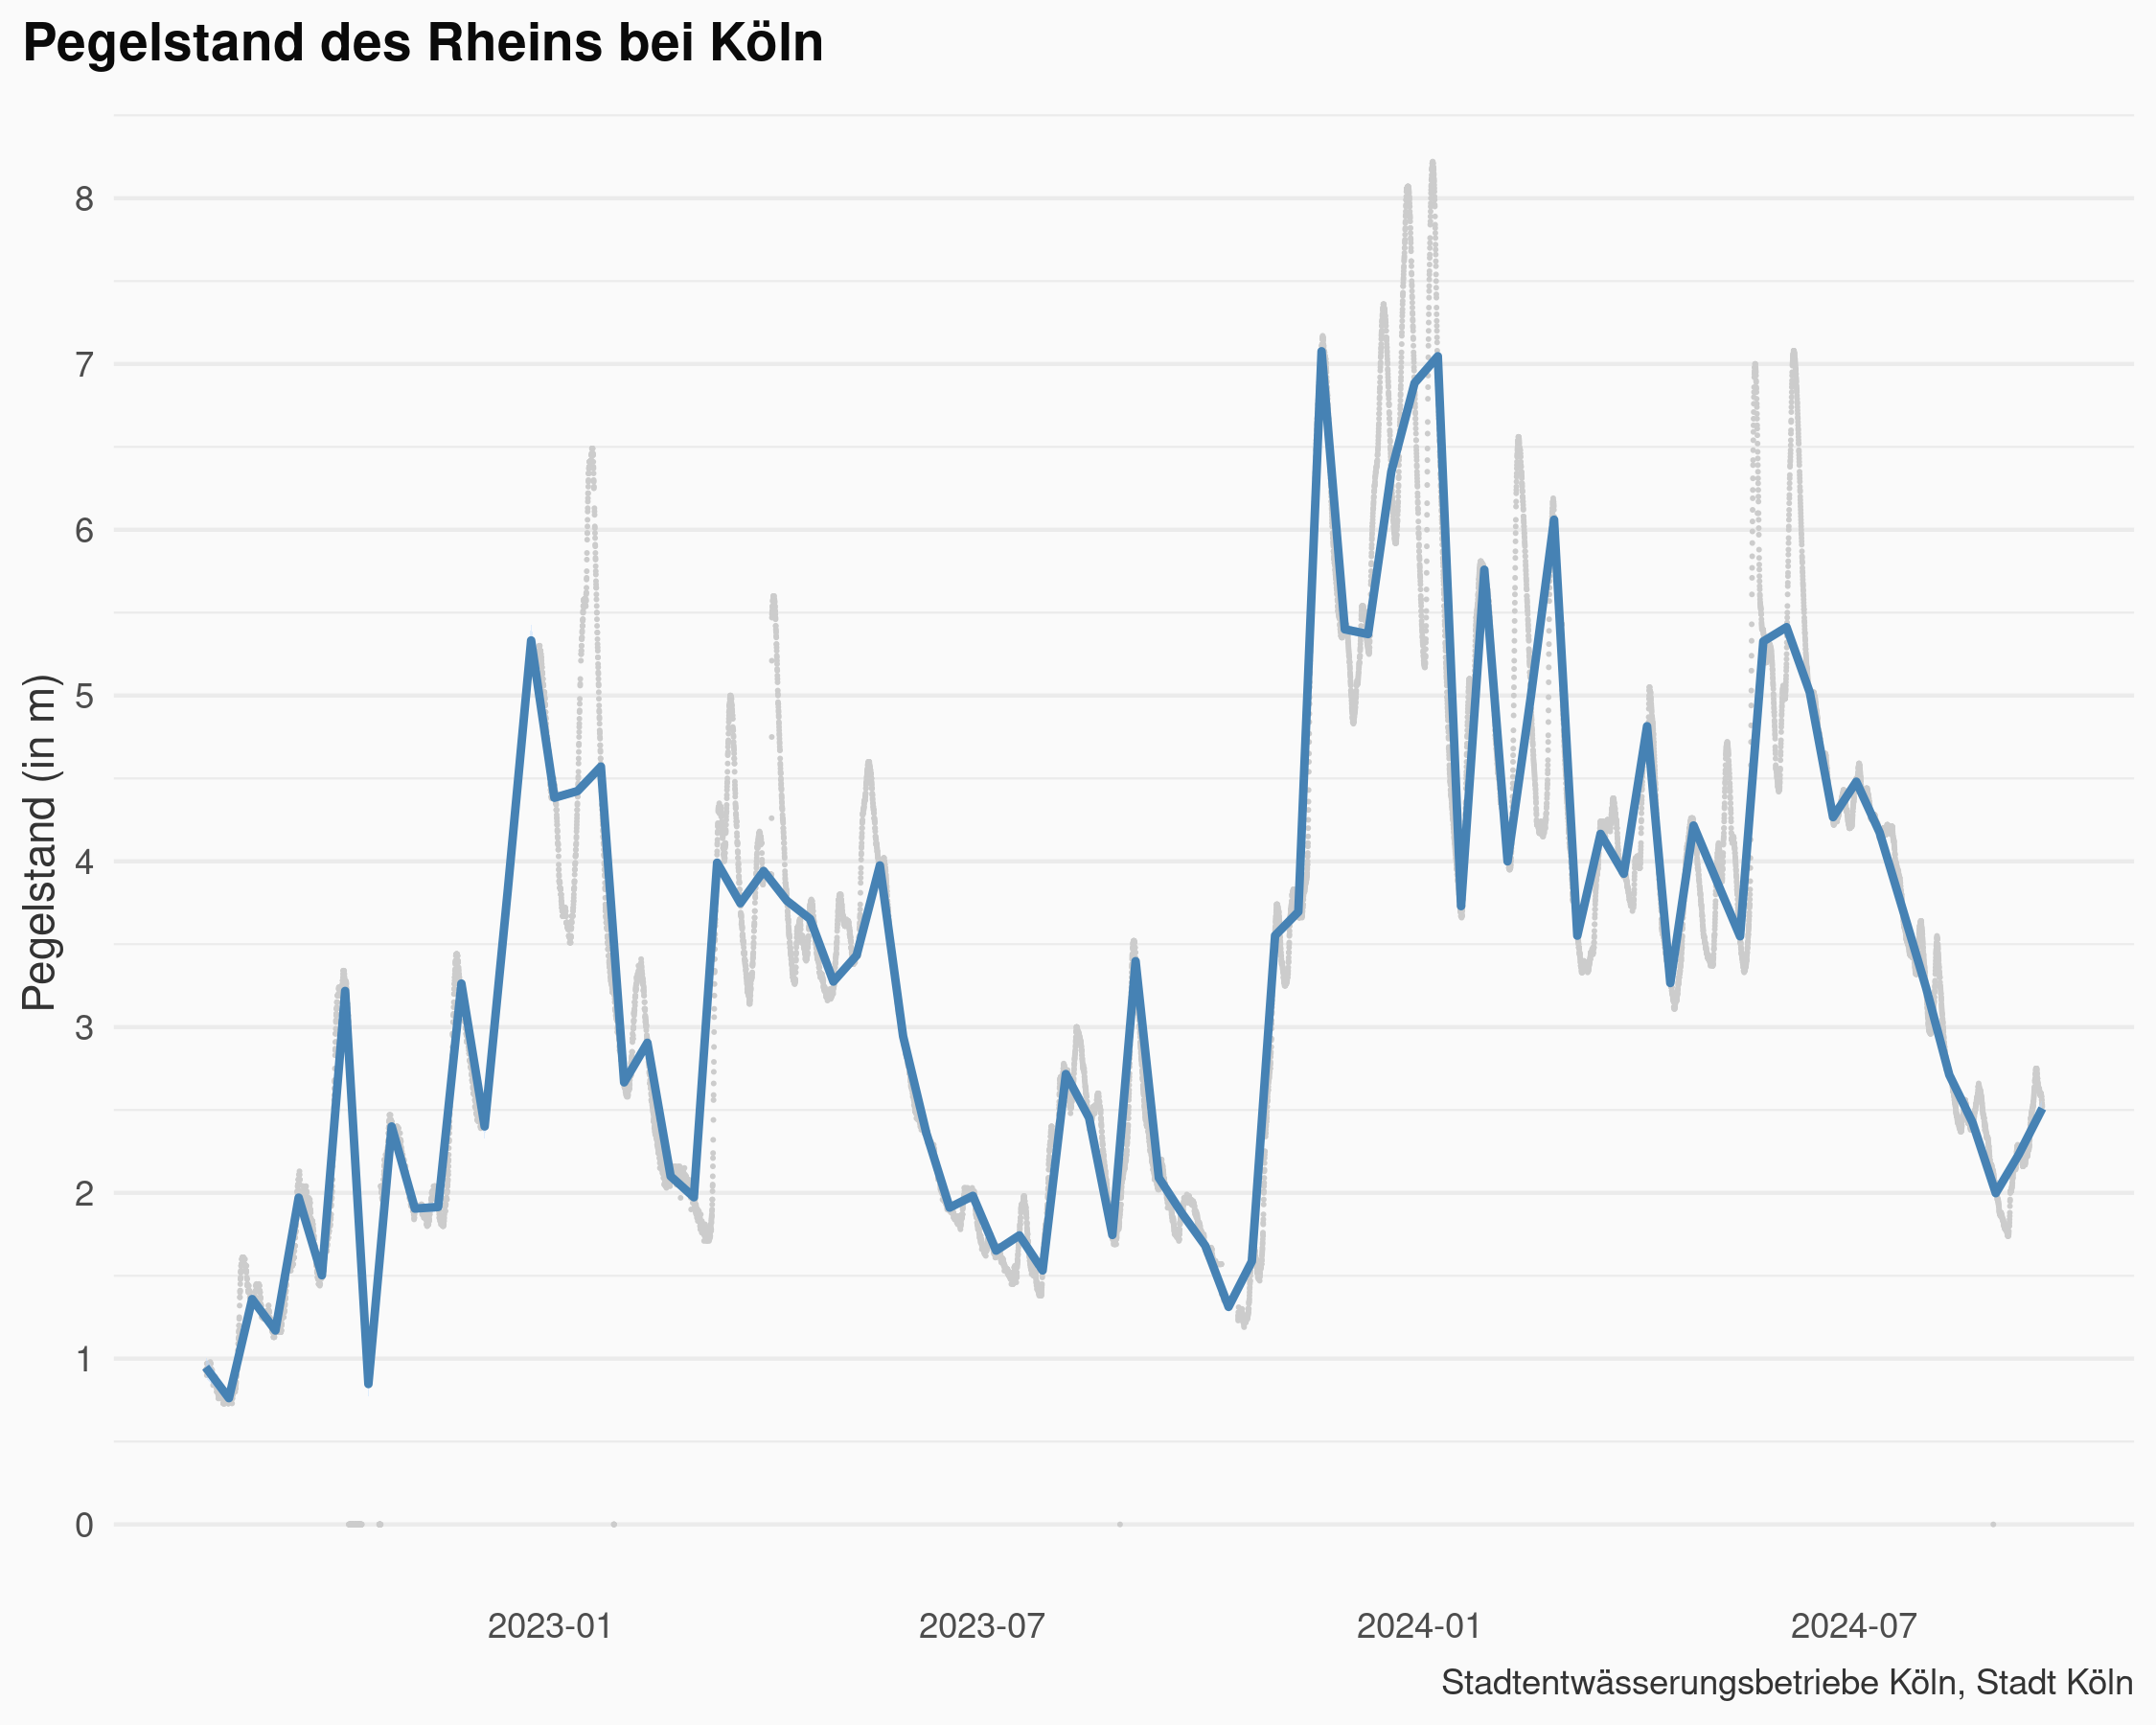 Pegelstand des Rheins bei Köln
Pegelstand (in m)
8
7
6
5
4
3
2
1
0
2023-01 2023-07 2024-01 2024-07
Stadtentwässerungsbetriebe Köln, Stadt Köln